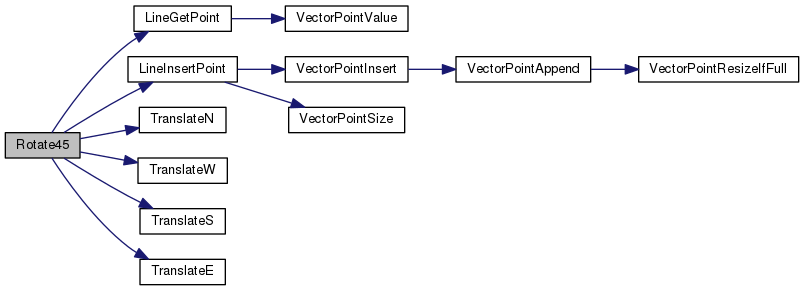 LineGetPoint
VectorPointValue
LineInsertPoint
VectorPointInsert
VectorPointAppend
VectorPointResizeIfFull
TranslateN
VectorPointSize
Rotate45
TranslateW
TranslateS
TranslateE